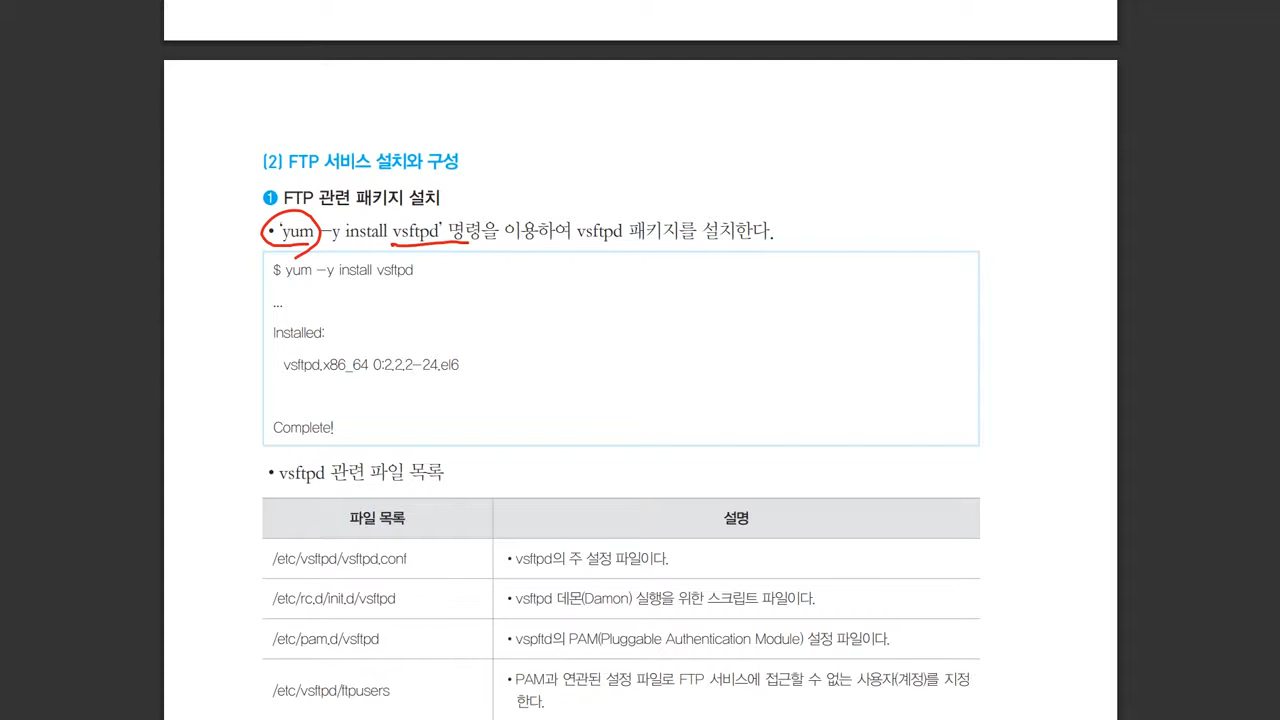 (2) FTP 서비스 설치와 구성
1 FTP 관련 패키지 설치
• ‘yum –y install vsftpd’ 명령을 이용하여 vsftpd 패키지를 설치한다.
$ yum –y install vsftpd
...
Installed:
vsftpd.x86_64 0:2.2.2–24.el6
Complete!
• vsftpd 관련 파일 목록
파일 목록 설명
/etc/vsftpd/vsftpd.conf • vsftpd의 주 설정 파일이다.
/etc/rc.d/init.d/vsftpd • vsftpd 데몬(Damon) 실행을 위한 스크립트 파일이다.
/etc/pam.d/vsftpd • vspftd의 PAM(Pluggable Authentication Module) 설정 파일이다.
/etc/vsftpd/ftpusers • PAM과 연관된 설정 파일로 FTP 서비스에 접근할 수 없는 사용자(계정)를 지정
한다.